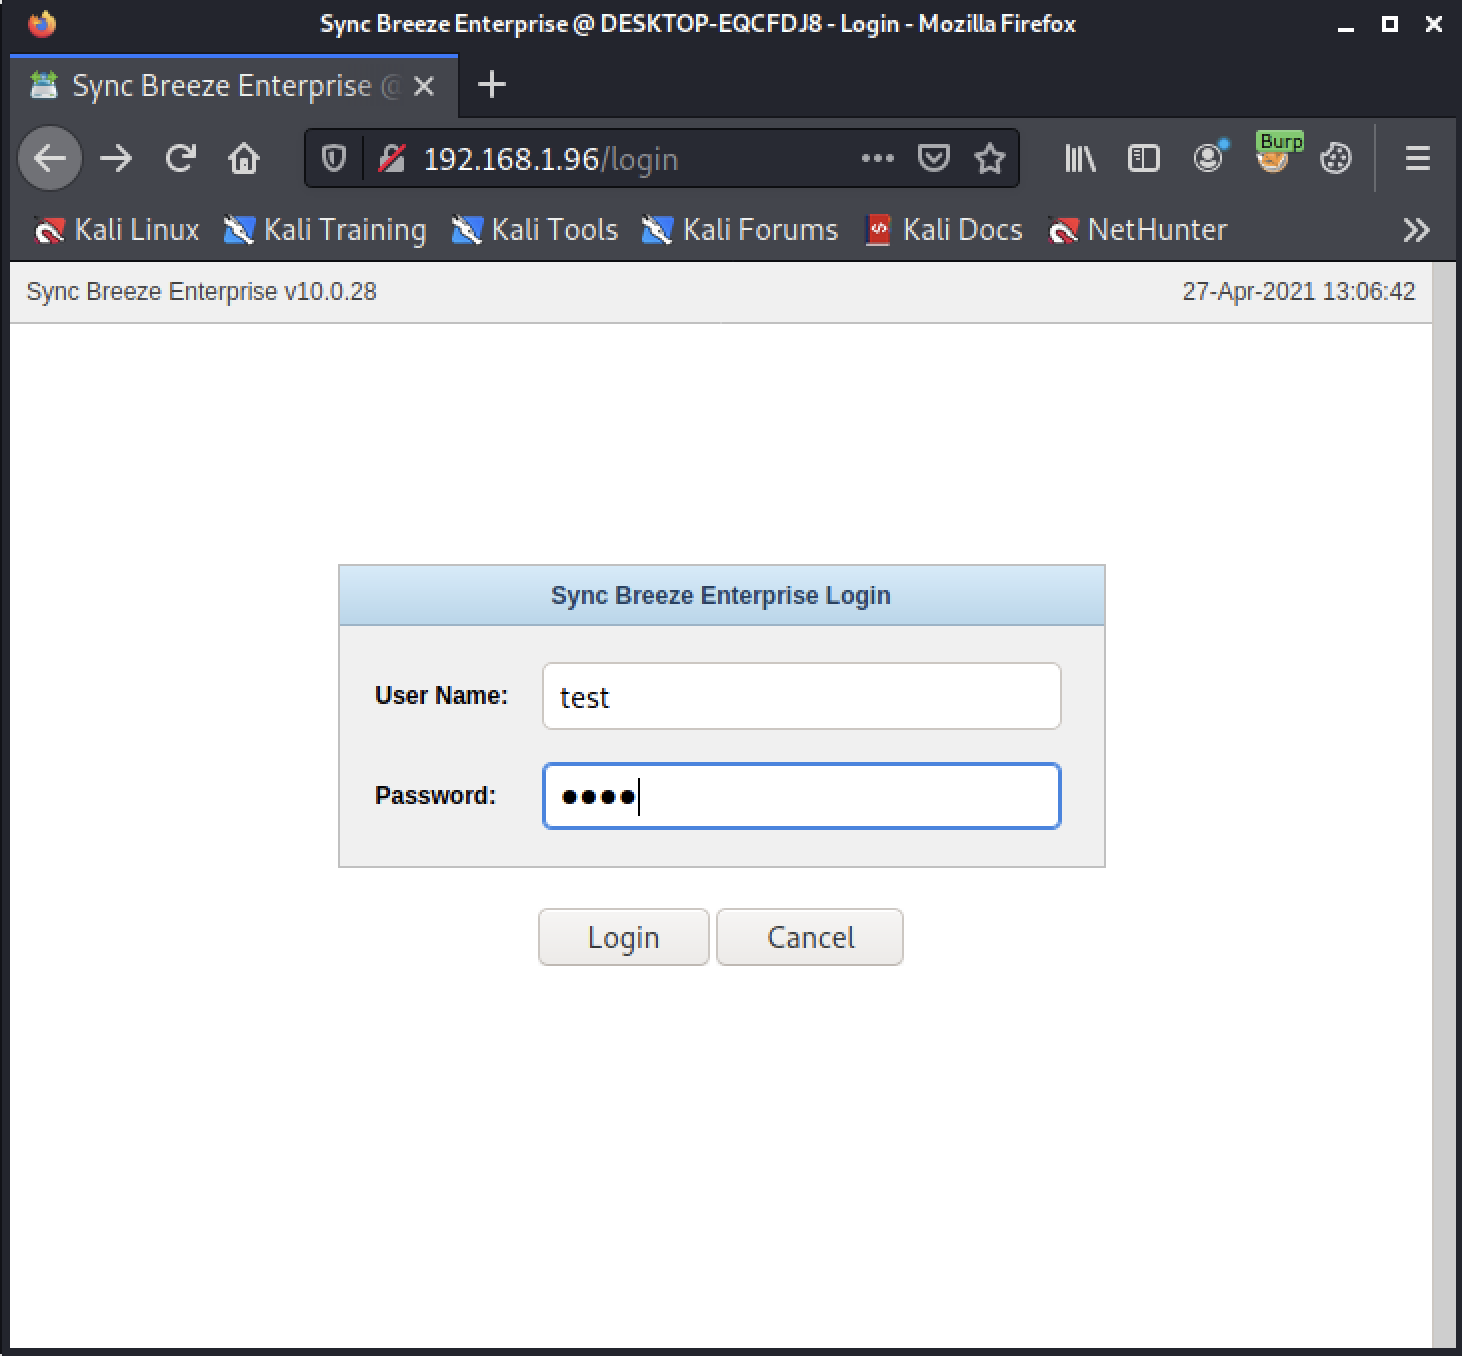 Sync Breeze Enterprise @ DESKTOP-EQCFDJ8 - Login - Mozilla Firefox
Sync Breeze Enterprise @
192.168.1.96/login
Burp
Kali Linux Kali Training Kali Tools Kali Forums Kali Docs NetHunter
Sync Breeze Enterprise v10.0.28 27-Apr-2021 13:06:42
Sync Breeze Enterprise Login
User Name: test
Password: ●●●●
Login Cancel